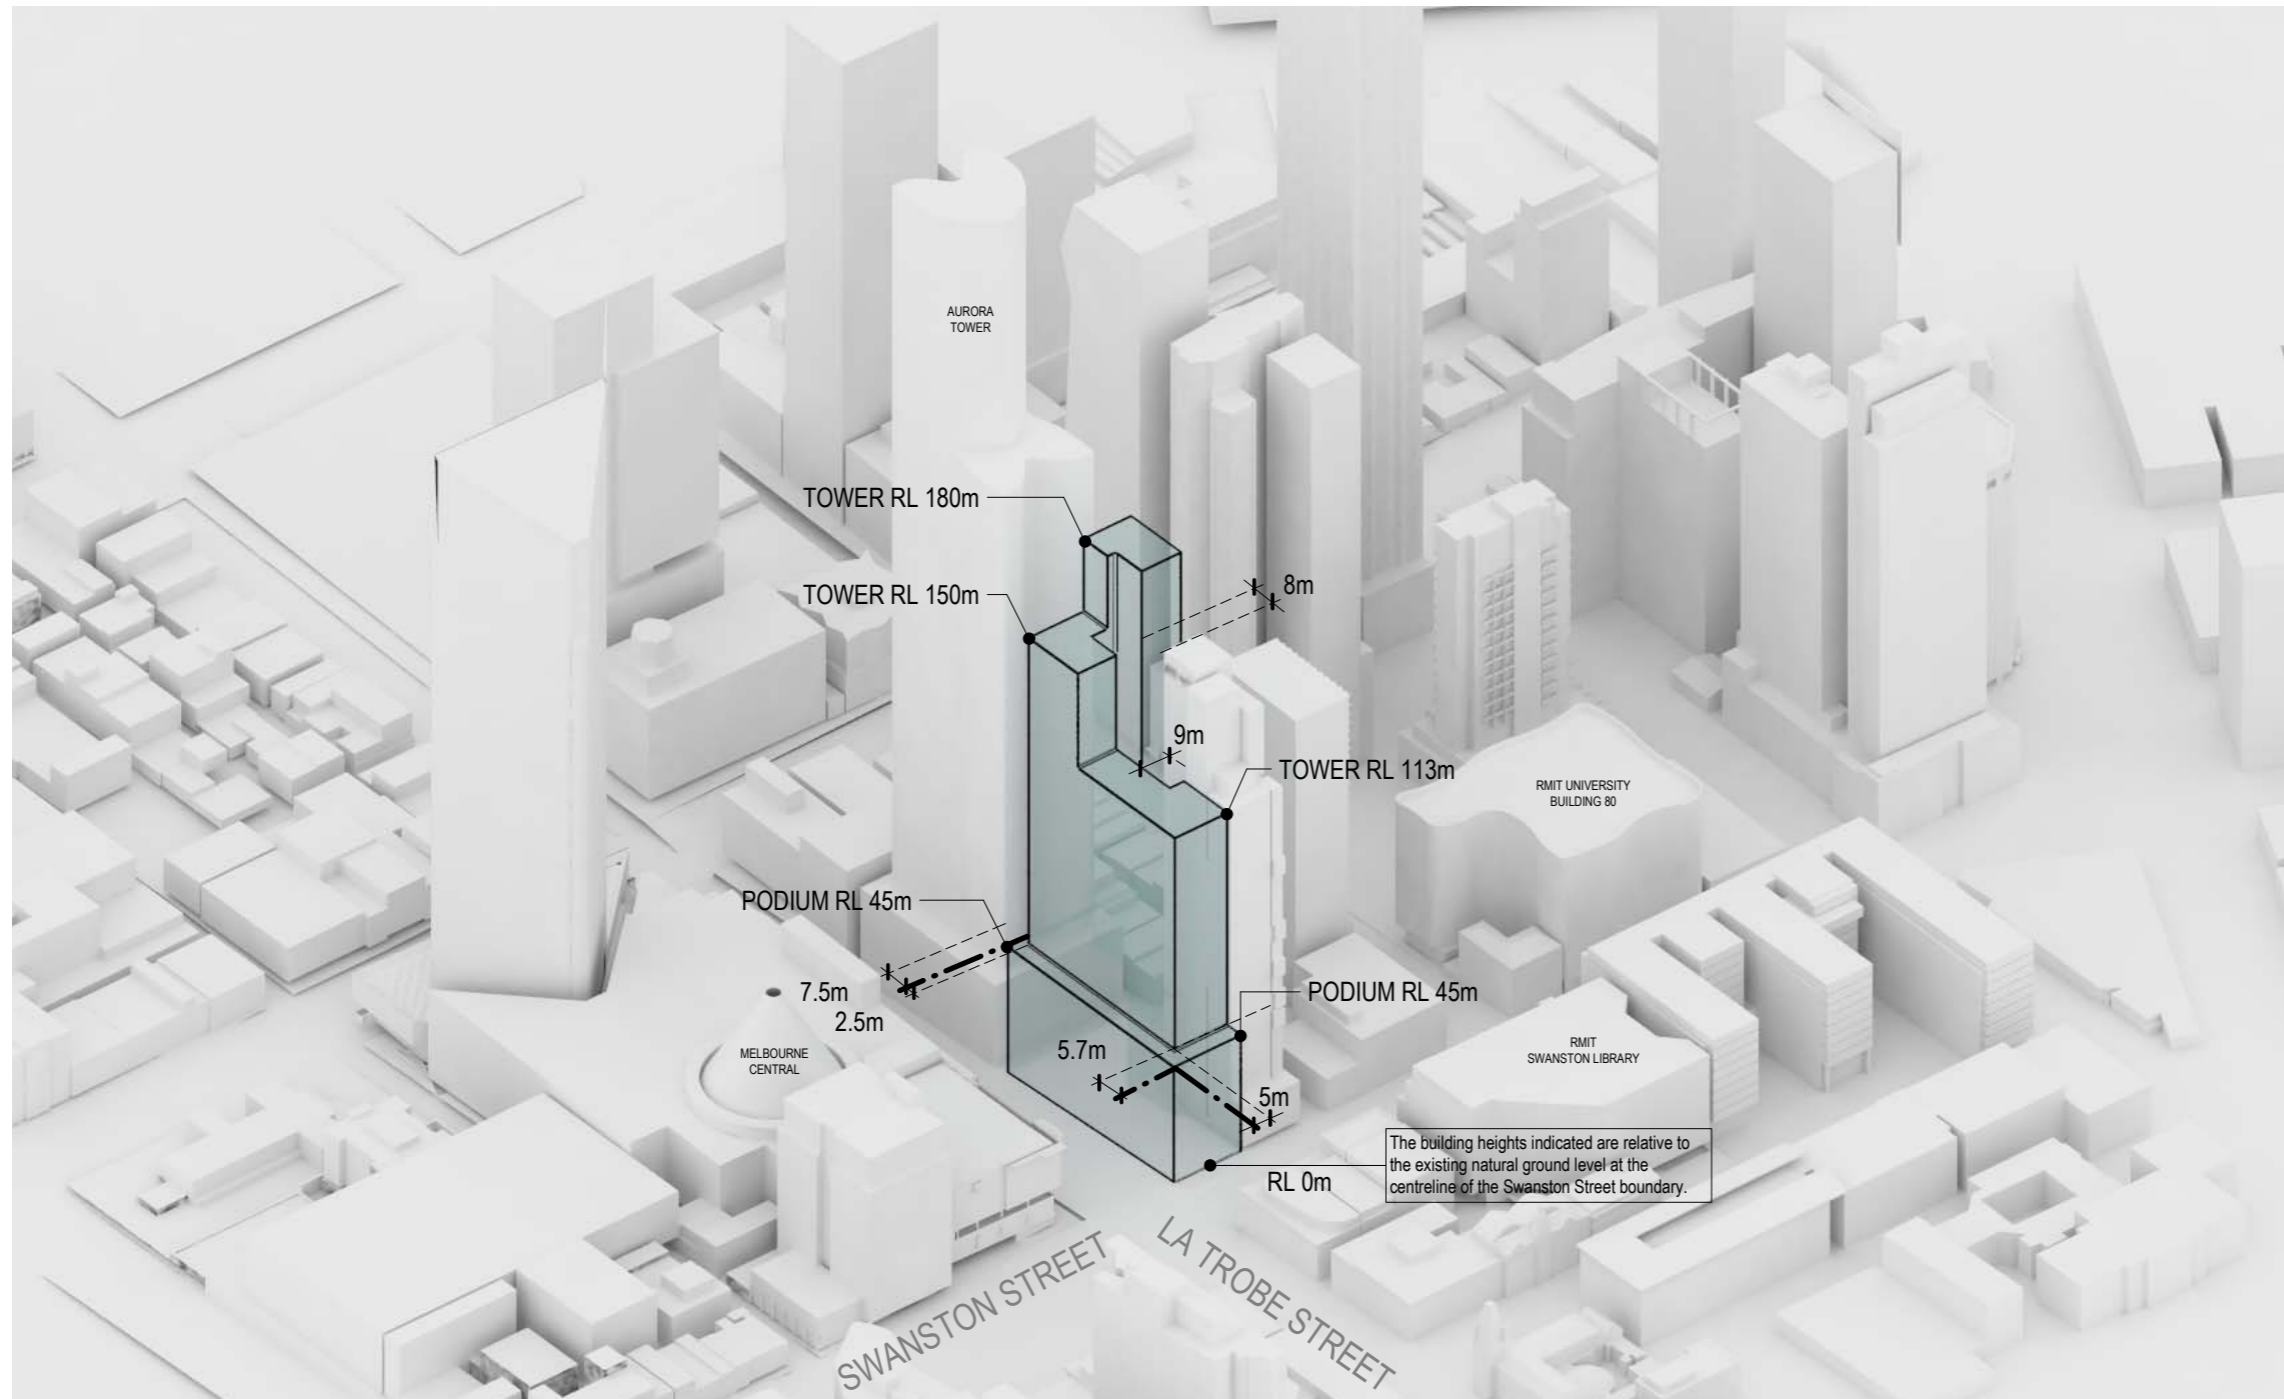 AURORA
TOWER
TOWER RL 180m
8m
TOWER RL 150m
9m
TOWER RL 113m
RMIT UNIVERSITY
BUILDING 80
PODIUM RL 45m
7.5m
2.5m
PODIUM RL 45m
5.7m
MELBOURNE
CENTRAL
RMIT
SWANSTON LIBRARY
5m
The building heights indicated are relative to
the existing natural ground level at the
centreline of the Swanston Street boundary.
RL 0m
SWANSTON STREET
LA TROBE STREET